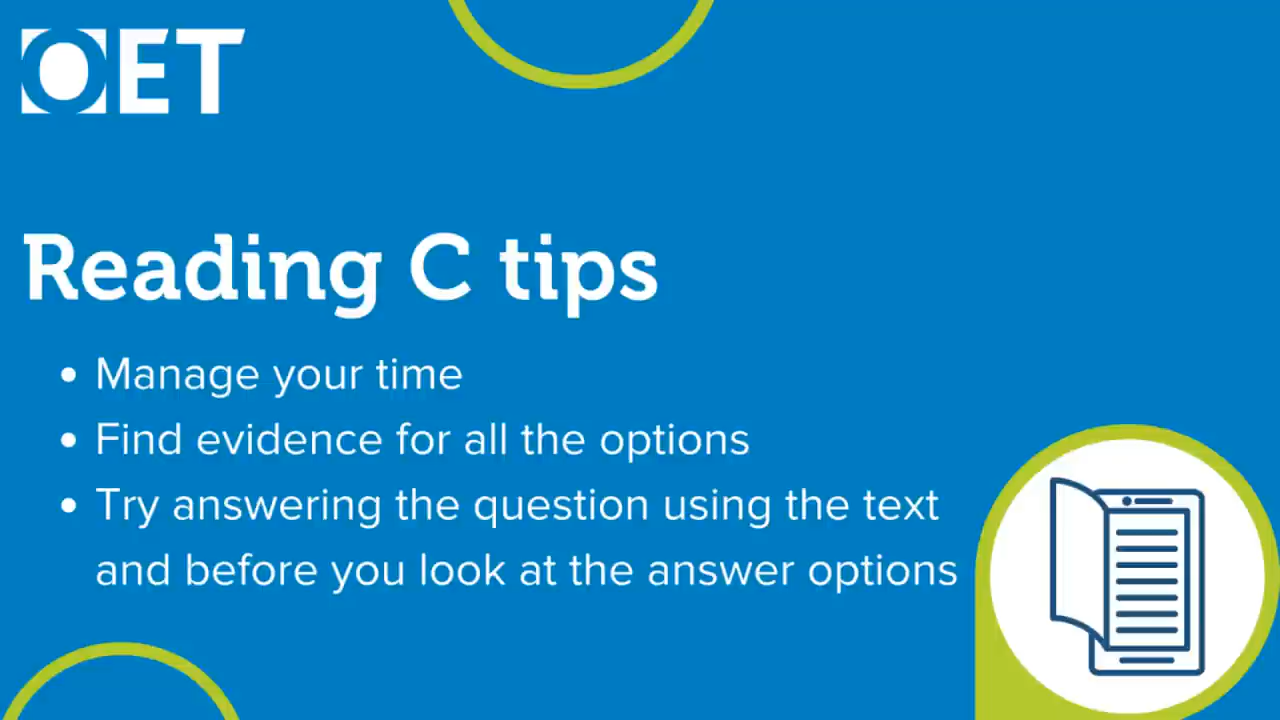 OET
Reading C tips
• Manage your time
• Find evidence for all the options
• Try answering the question using the text
and before you look at the answer options